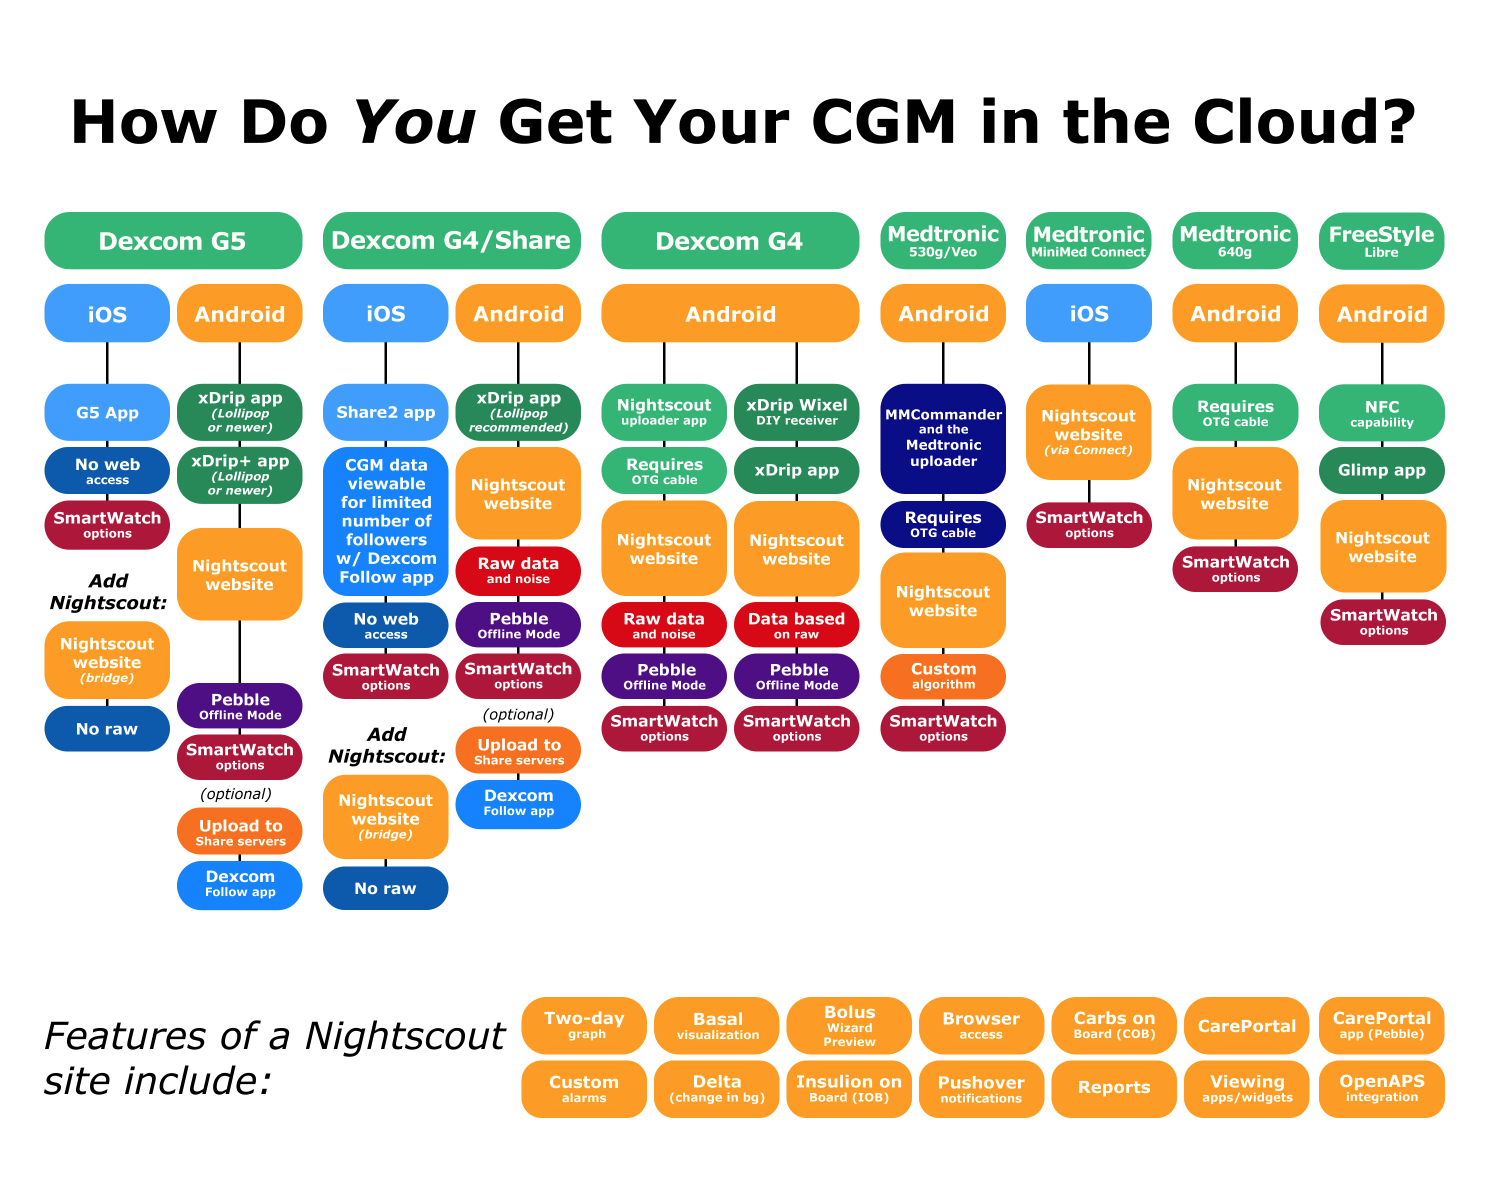 How Do You Get Your CGM in the Cloud?
Dexcom G5
iOS
G5 App
No web
access
SmartWatch
options
Add
Nightscout:
Nightscout
website
(bridge)
No raw
Android
xDrip app
(Lollipop
or newer)
xDrip+ app
(Lollipop
or newer)
Nightscout
website
Pebble
Offline Mode
SmartWatch
options
(optional)
Upload to
Share servers
Dexcom
Follow app
Dexcom G4/Share
iOS
Share2 app
CGM data
viewable
for limited
number of
followers
w/ Dexcom
Follow app
No web
access
SmartWatch
options
Add
Nightscout:
Nightscout
website
(bridge)
No raw
Android
xDrip app
(Lollipop
recommended)
Nightscout
website
Raw data
and noise
Pebble
Offline Mode
SmartWatch
options
(optional)
Upload to
Share servers
Dexcom
Follow app
Dexcom G4
Android
Nightscout
uploader app
Requires
OTG cable
Nightscout
website
Raw data
and noise
Pebble
Offline Mode
SmartWatch
options
xDrip Wixel
DIY receiver
xDrip app
Nightscout
website
Data based
on raw
Pebble
Offline Mode
SmartWatch
options
Medtronic
530g/Veo
Android
MMCommander
and the
Medtronic
uploader
Requires
OTG cable
Nightscout
website
Custom
algorithm
SmartWatch
options
Medtronic
MiniMed Connect
iOS
Nightscout
website
(via Connect)
SmartWatch
options
Medtronic
640g
Android
Requires
OTG cable
Nightscout
website
SmartWatch
options
FreeStyle
Libre
Android
NFC
capability
Glimp app
Nightscout
website
SmartWatch
options
Features of a Nightscout
site include:
Two-day
graph
Basal
visualization
Bolus
Wizard
Preview
Browser
access
Carbs on
Board (COB)
CarePortal
CarePortal
app (Pebble)
Custom
alarms
Delta
(change in bg)
Insulion on
Board (IOB)
Pushover
notifications
Reports
Viewing
apps/widgets
OpenAPS
integration